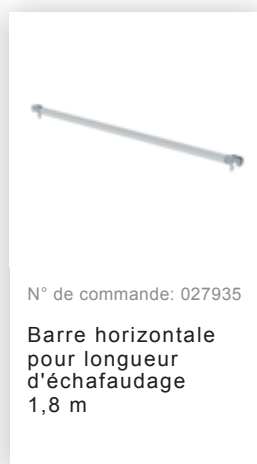 N° de commande: 027935
Barre horizontale
pour longueur
d'échafaudage
1,8 m